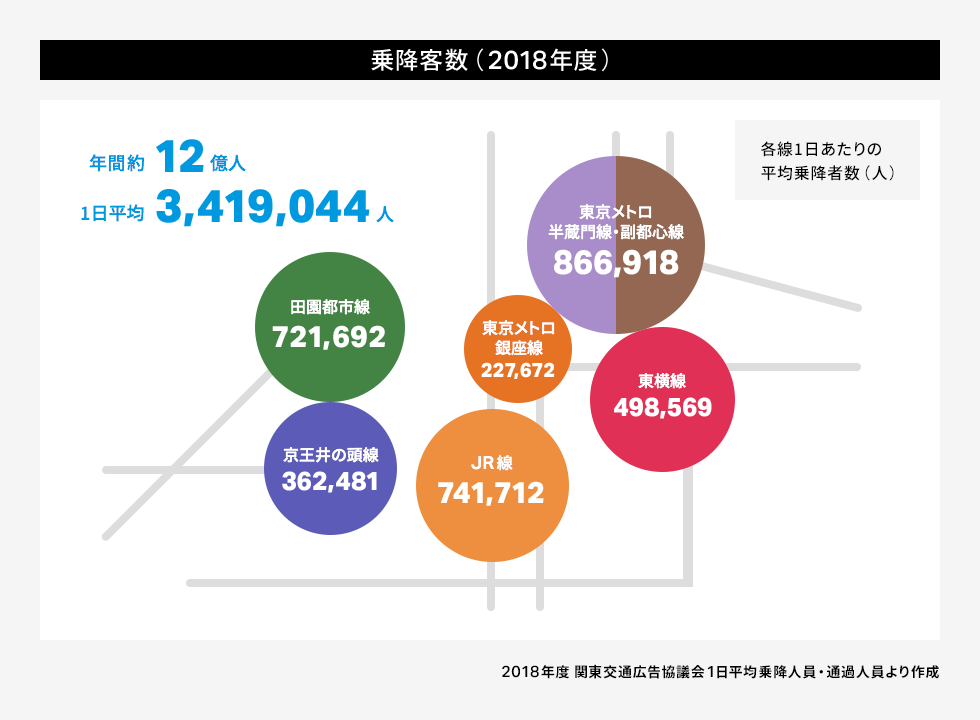 乗降客数（2018年度）
年間約 12 億人
1日平均 3,419,044 人
各線1日あたりの
平均乗降者数（人）
東京メトロ
半蔵門線・副都心線
866,918
田園都市線
721,692
東京メトロ
銀座線
227,672
東横線
498,569
京王井の頭線
362,481
JR線
741,712
2018年度 関東交通広告協議会1日平均乗降人員・通過人員より作成